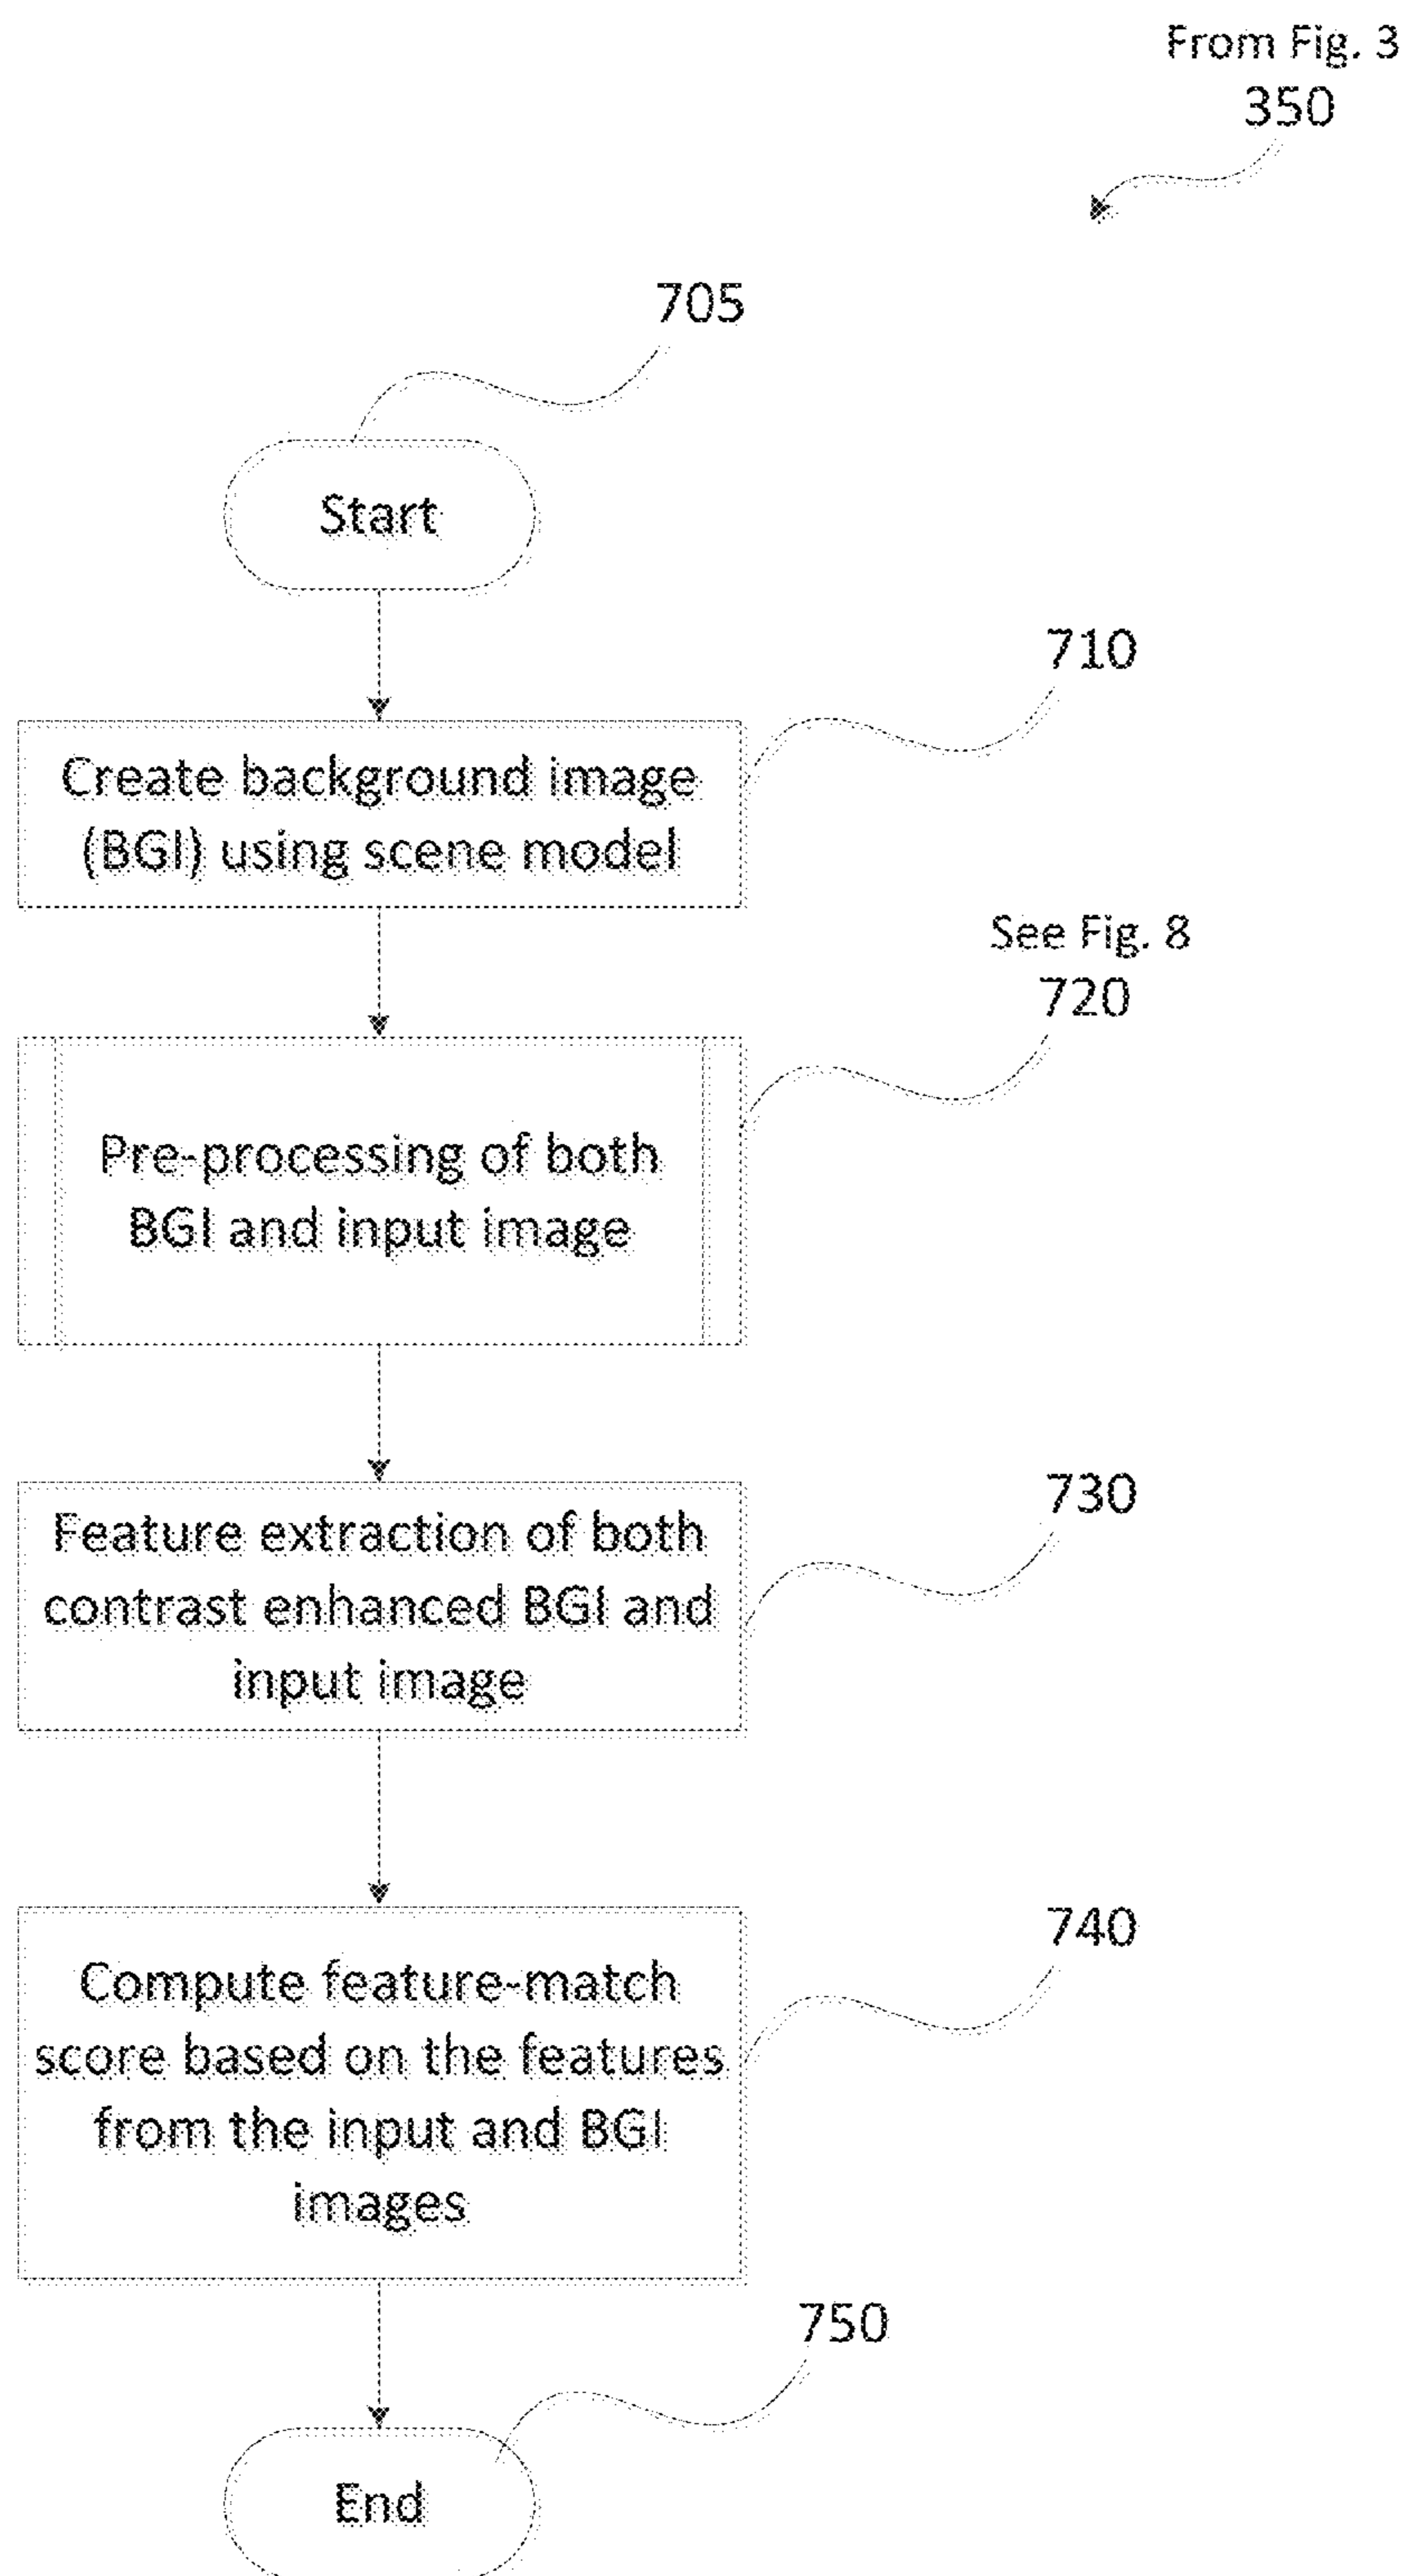 From Fig. 3
350
705
Start
710
Create background image
(BGI) using scene model
See Fig. 8
720
Pre-processing of both
BGI and input image
730
Feature extraction of both
contrast enhanced BGI and
input image
740
Compute feature-match
score based on the features
from the input and BGI
images
750
End